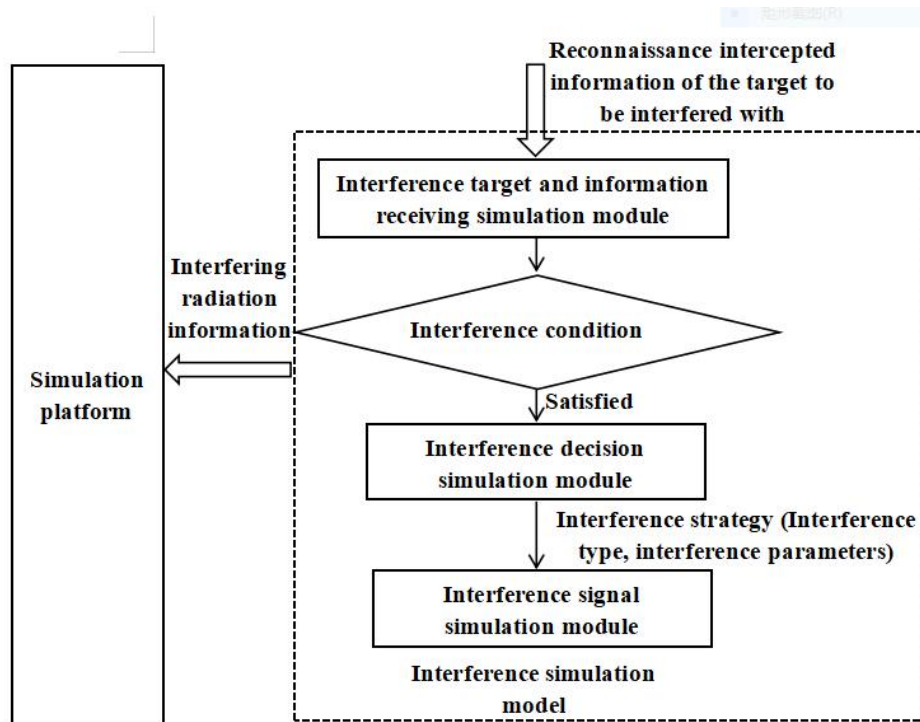 Reconnaissance intercepted
information of the target to
be interfered with
Interference target and information
receiving simulation module
Interfering
radiation
information
Interference condition
Simulation
platform
Satisfied
Interference decision
simulation module
Interference strategy (Interference
type, interference parameters)
Interference signal
simulation module
Interference simulation
model